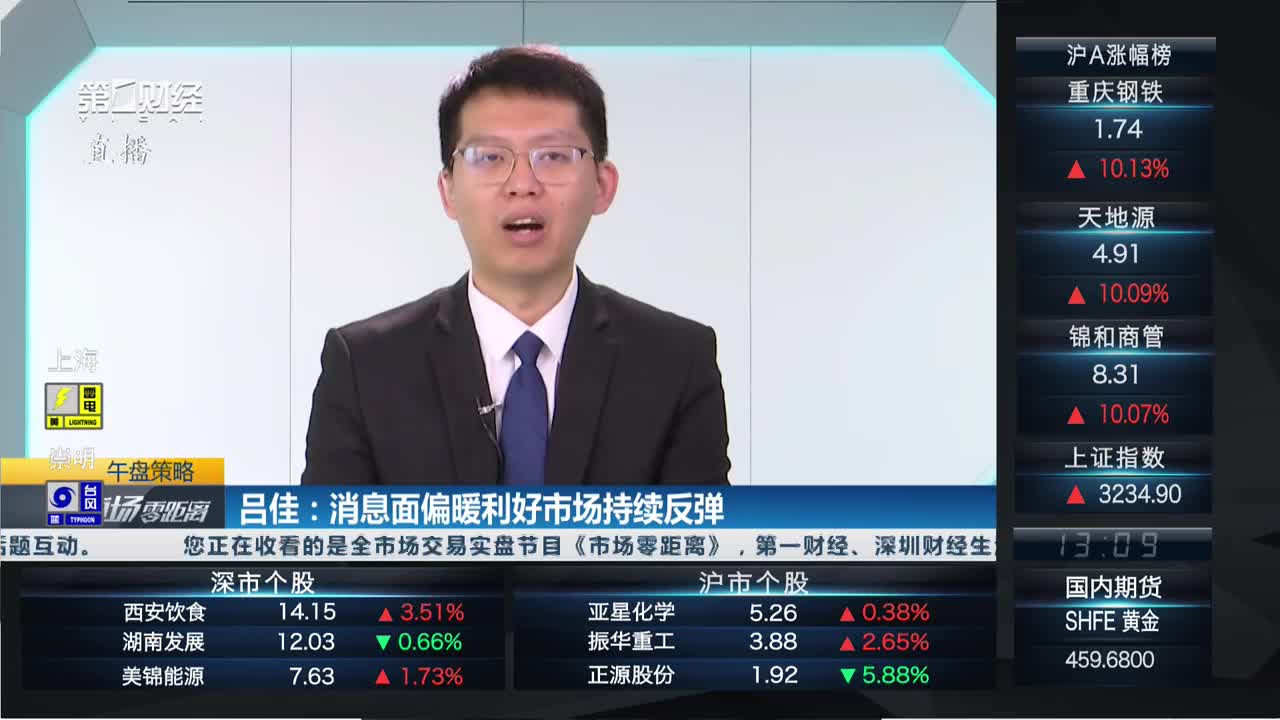 第一财经
YICAI
直播
上海
雷电
黄 LIGHTNING
崇明
台风
蓝 TYPHOON
午盘策略
市场零距离
吕佳：消息面偏暖利好市场持续反弹
话题互动。 您正在收看的是全市场交易实盘节目《市场零距离》，第一财经、深圳财经生
深市个股
西安饮食 14.15 ▲ 3.51%
湖南发展 12.03 ▼ 0.66%
美锦能源 7.63 ▲ 1.73%
沪市个股
亚星化学 5.26 ▲ 0.38%
振华重工 3.88 ▲ 2.65%
正源股份 1.92 ▼ 5.88%
沪A涨幅榜
重庆钢铁
1.74
▲ 10.13%
天地源
4.91
▲ 10.09%
锦和商管
8.31
▲ 10.07%
上证指数
▲ 3234.90
13:09
国内期货
SHFE 黄金
459.6800